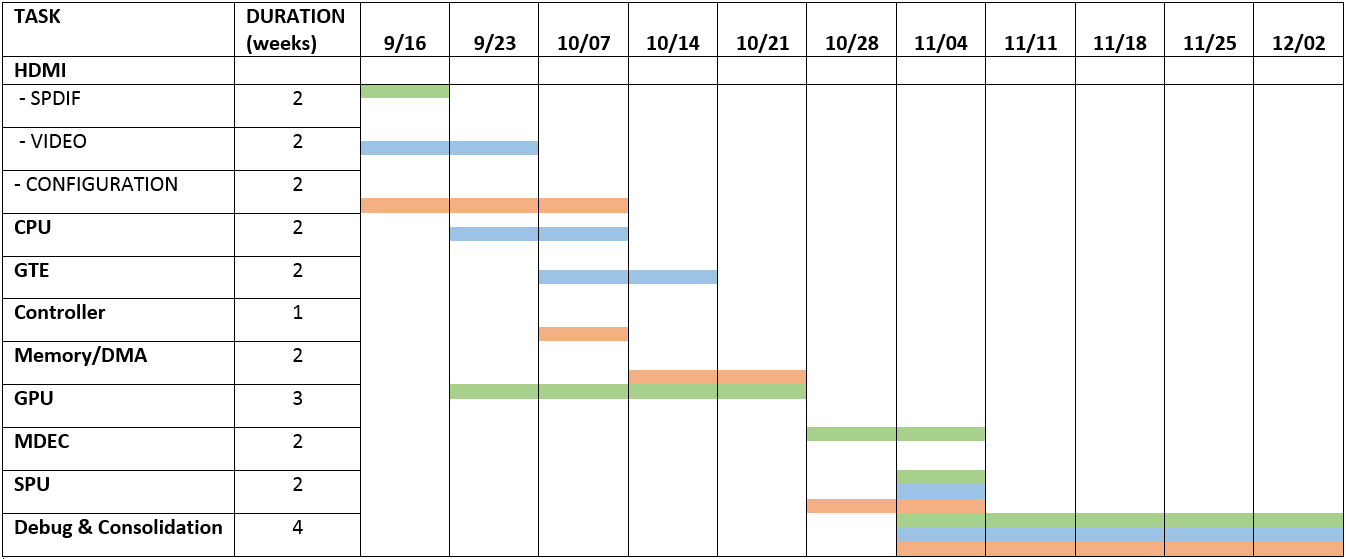 TASK DURATION
(weeks) 9/16 9/23 10/07 10/14 10/21 10/28 11/04 11/11 11/18 11/25 12/02
HDMI
- SPDIF 2
- VIDEO 2
- CONFIGURATION 2
CPU 2
GTE 2
Controller 1
Memory/DMA 2
GPU 3
MDEC 2
SPU 2
Debug & Consolidation 4